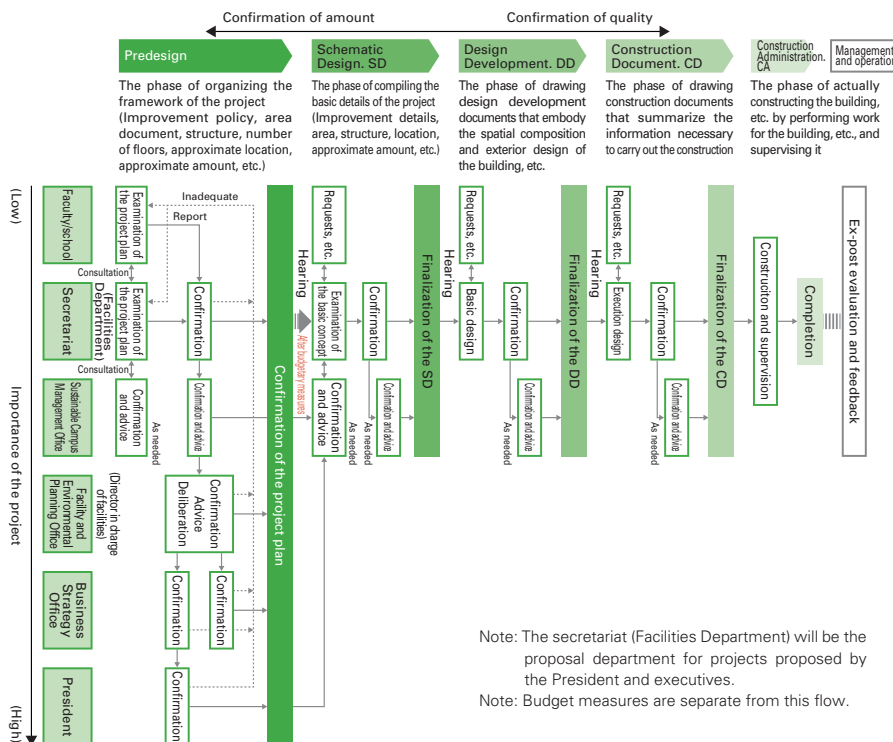 Confirmation of amount
Confirmation of quality
Predesign
Schematic
Design. SD
Design
Development. DD
Construction
Document. CD
Construction
Administration.
CA
Management
and operation
The phase of organizing the
framework of the project
(Improvement policy, area
document, structure, number
of floors, approximate location,
approximate amount, etc.)
The phase of compiling the
basic details of the project
(Improvement details,
area, structure, location,
approximate amount, etc.)
The phase of drawing
design development
documents that embody
the spatial composition
and exterior design of
the building, etc.
The phase of drawing
construction documents
that summarize the
information necessary
to carry out the construction
The phase of actually
constructing the building,
etc. by performing work
for the building, etc., and
supervising it
(Low)
Importance of the project
(High)
Faculty/school
Secretariat
(Facilities
Department)
Sustainable Campus
Management Office
Facility and
Environmental
Planning Office
(Director in charge
of facilities)
Business
Strategy
Office
President
Examination of
the project plan
Inadequate
Report
Consultation
Examination of
the project plan
Confirmation
Consultation
Confirmation
and advice
As needed
Confirmation and advice
Confirmation
Advice
Deliberation
Confirmation
Confirmation
Confirmation
Confirmation of the project plan
Hearing
After budgetary measures
Requests, etc.
Examination of
the basic concept
Confirmation
and advice
As needed
Confirmation
As needed
Confirmation and advice
Finalization of the SD
Hearing
Requests, etc.
Basic design
Confirmation
As needed
Confirmation and advice
Finalization of the DD
Hearing
Requests, etc.
Execution design
Confirmation
As needed
Confirmation and advice
Finalization of the CD
Construciton and supervision
Completion
Ex-post evaluation and feedback
Note: The secretariat (Facilities Department) will be the
proposal department for projects proposed by
the President and executives.
Note: Budget measures are separate from this flow.